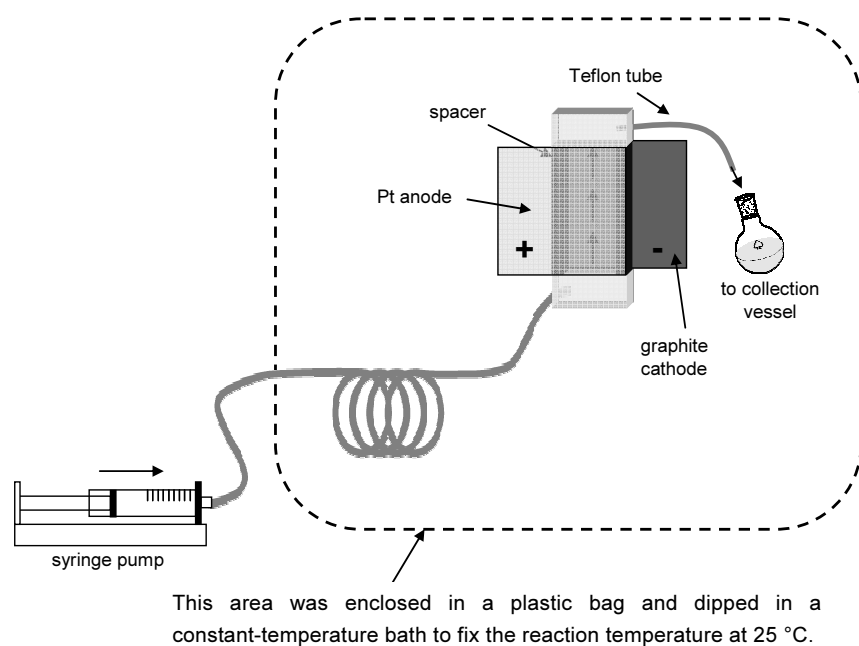 Teflon tube
spacer
Pt anode
+
-
to collection
vessel
graphite
cathode
syringe pump
This area was enclosed in a plastic bag and dipped in a
constant-temperature bath to fix the reaction temperature at 25 °C.